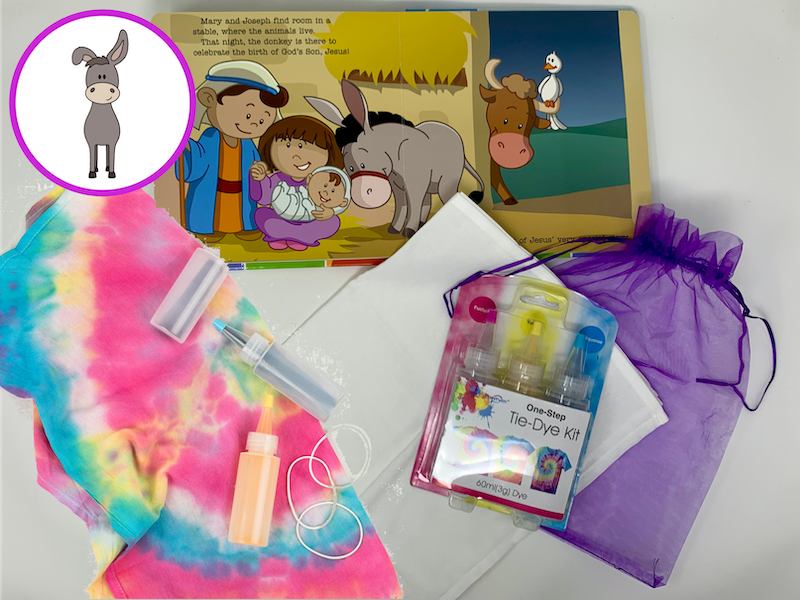 Mary and Joseph find room in a
stable, where the animals live.
That night, the donkey is there to
celebrate the birth of God's Son, Jesus!
of Jesus' very
One-Step
Tie-Dye Kit
60ml(3g) Dye